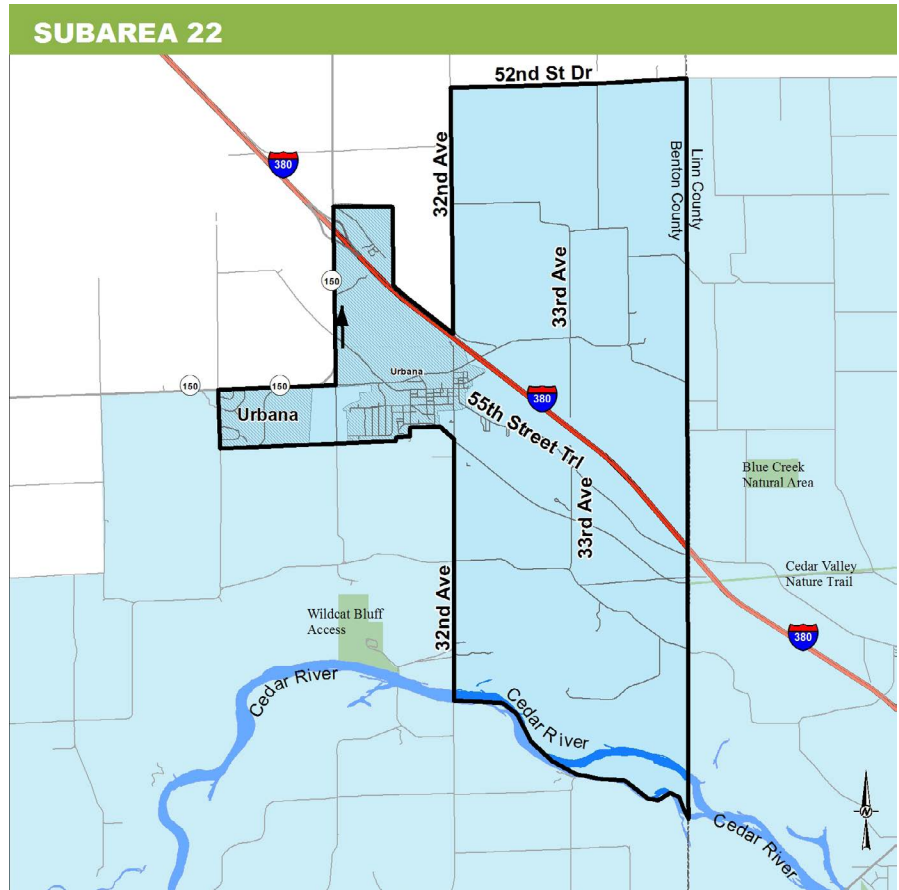 SUBAREA 22
52nd St Dr
380
32nd Ave
Linn County
Benton County
33rd Ave
150
Urbana
150
150
Urbana
380
55th Street Trl
Blue Creek
Natural Area
33rd Ave
Cedar Valley
Nature Trail
32nd Ave
Wildcat Bluff
Access
380
Cedar River
Cedar River
Cedar River
N